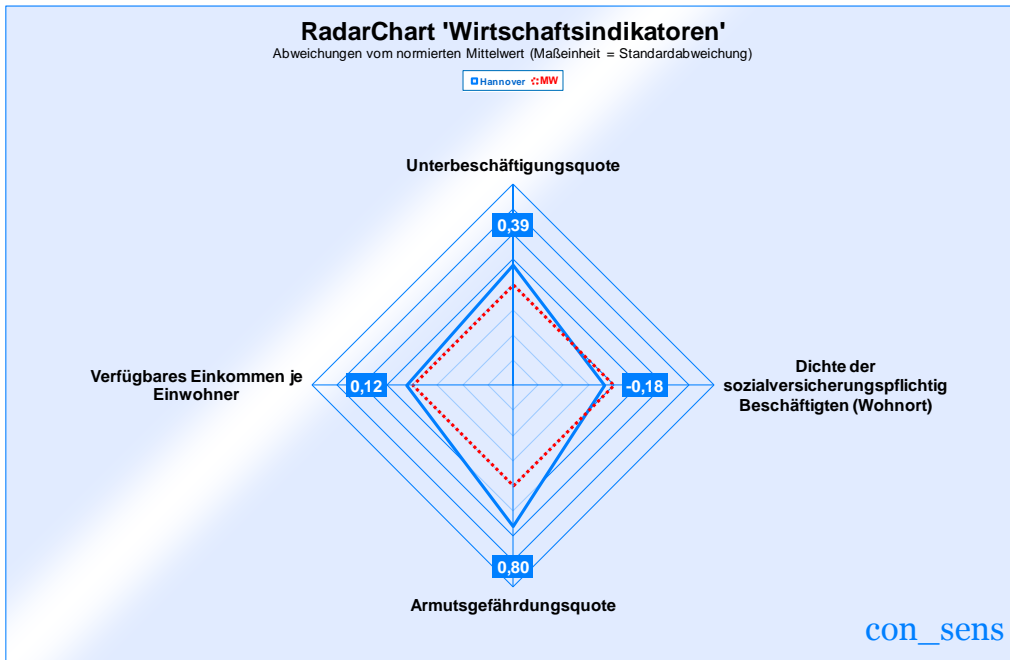 RadarChart 'Wirtschaftsindikatoren'
Abweichungen vom normierten Mittelwert (Maßeinheit = Standardabweichung)
Hannover MW
Unterbeschäftigungsquote
0,39
Verfügbares Einkommen je
Einwohner
0,12
-0,18
Dichte der
sozialversicherungspflichtig
Beschäftigten (Wohnort)
0,80
Armutsgefährdungsquote
con_sens